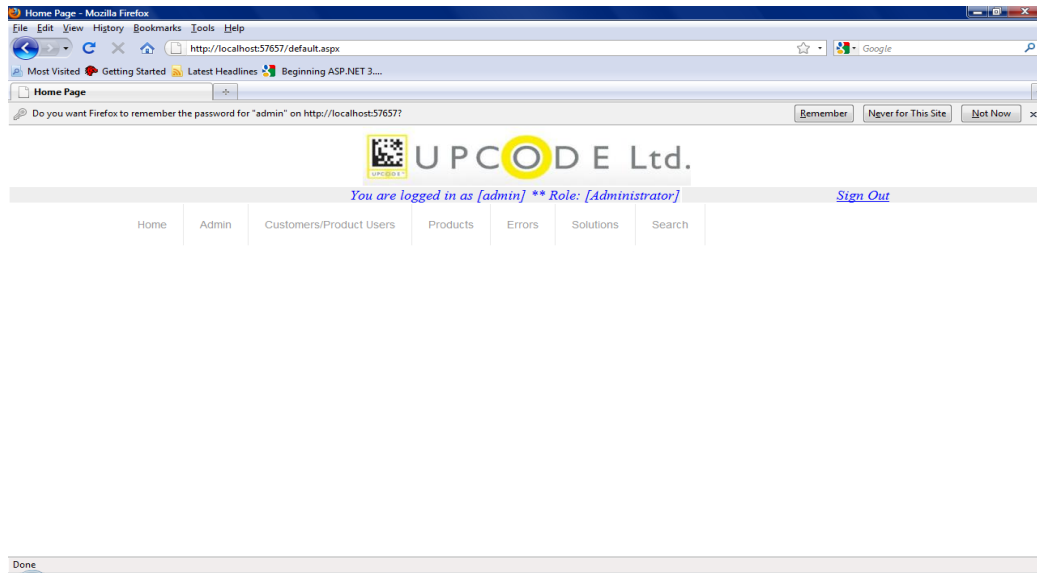 Home Page - Mozilla Firefox
File Edit View History Bookmarks Tools Help
http://localhost:57657/default.aspx
Google
Most Visited Getting Started Latest Headlines Beginning ASP.NET 3....
Home Page
Do you want Firefox to remember the password for "admin" on http://localhost:57657? Remember Never for This Site Not Now
UPCODE
UPCODE Ltd.
You are logged in as [admin] ** Role: [Administrator] Sign Out
Home Admin Customers/Product Users Products Errors Solutions Search
Done